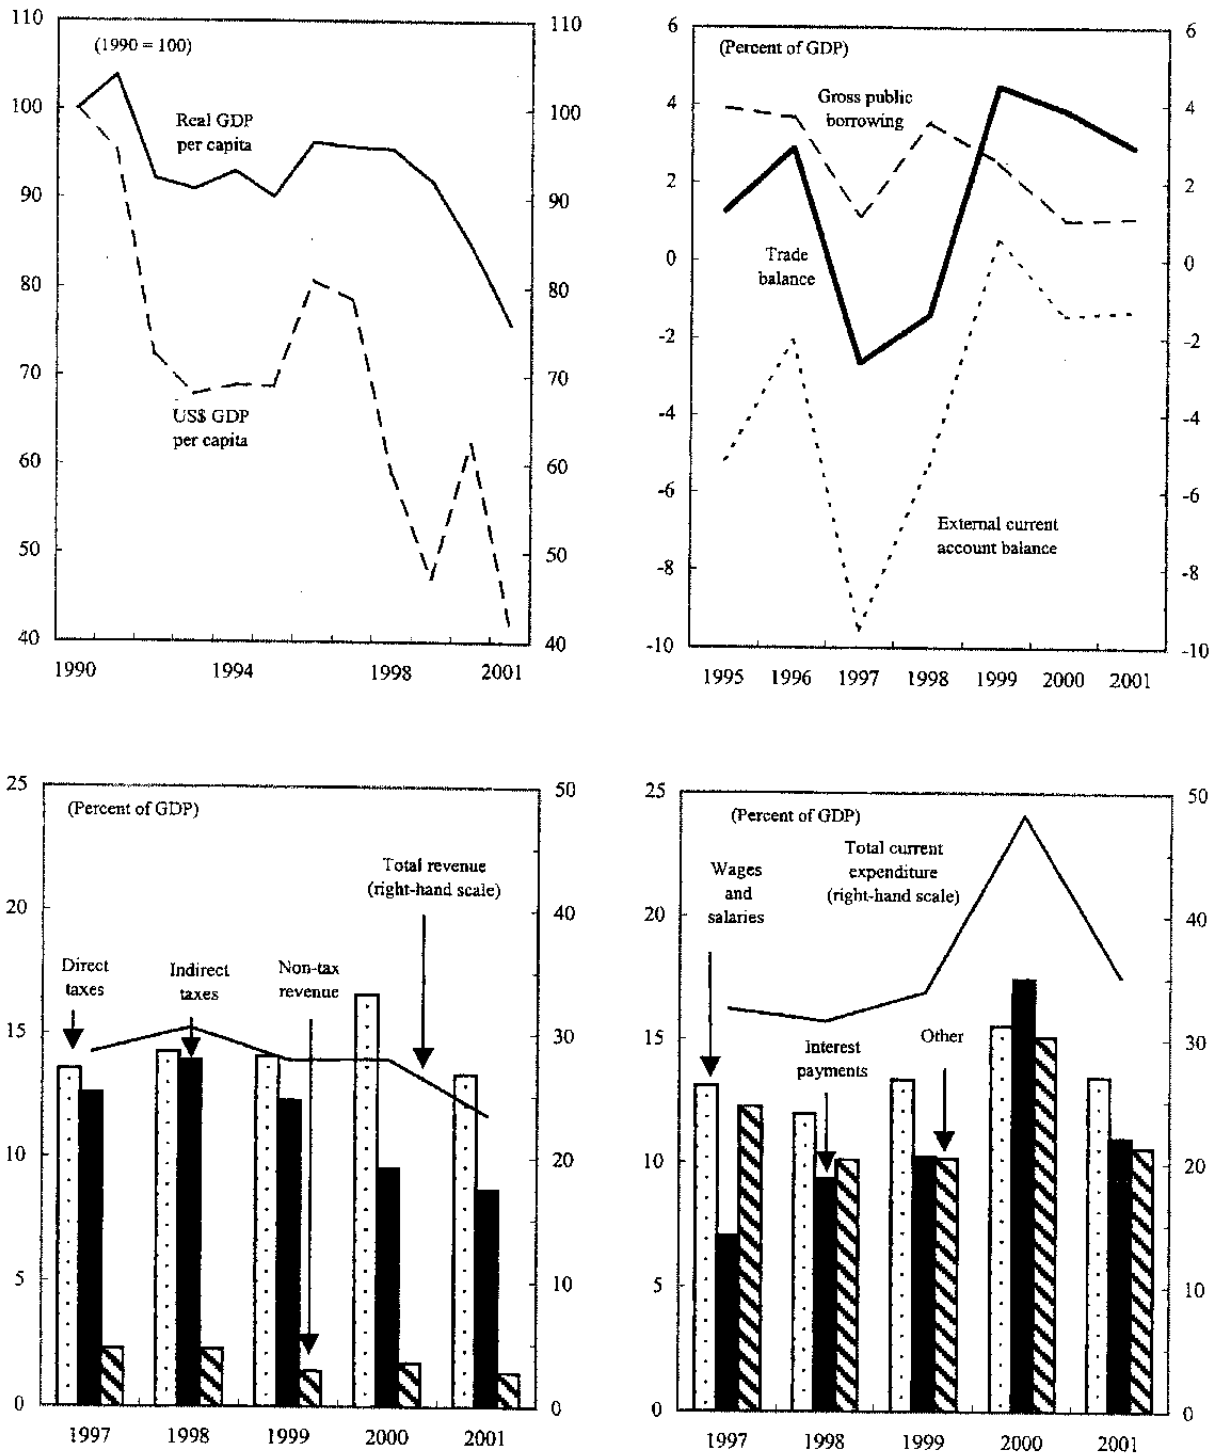 110
100
90
80
70
60
50
40
(1990 = 100)
Real GDP
per capita
US$ GDP
per capita
110
100
90
80
70
60
50
40
1990
1994
1998
2001
6
4
2
0
-2
-4
-6
-8
-10
(Percent of GDP)
Gross public
borrowing
Trade
balance
External current
account balance
6
4
2
0
-2
-4
-6
-8
-10
1995
1996
1997
1998
1999
2000
2001
25
20
15
10
5
0
(Percent of GDP)
Total revenue
(right-hand scale)
Direct
taxes
Indirect
taxes
Non-tax
revenue
50
40
30
20
10
0
1997
1998
1999
2000
2001
25
20
15
10
5
0
(Percent of GDP)
Wages
and
salaries
Total current
expenditure
(right-hand scale)
Interest
payments
Other
50
40
30
20
10
0
1997
1998
1999
2000
2001